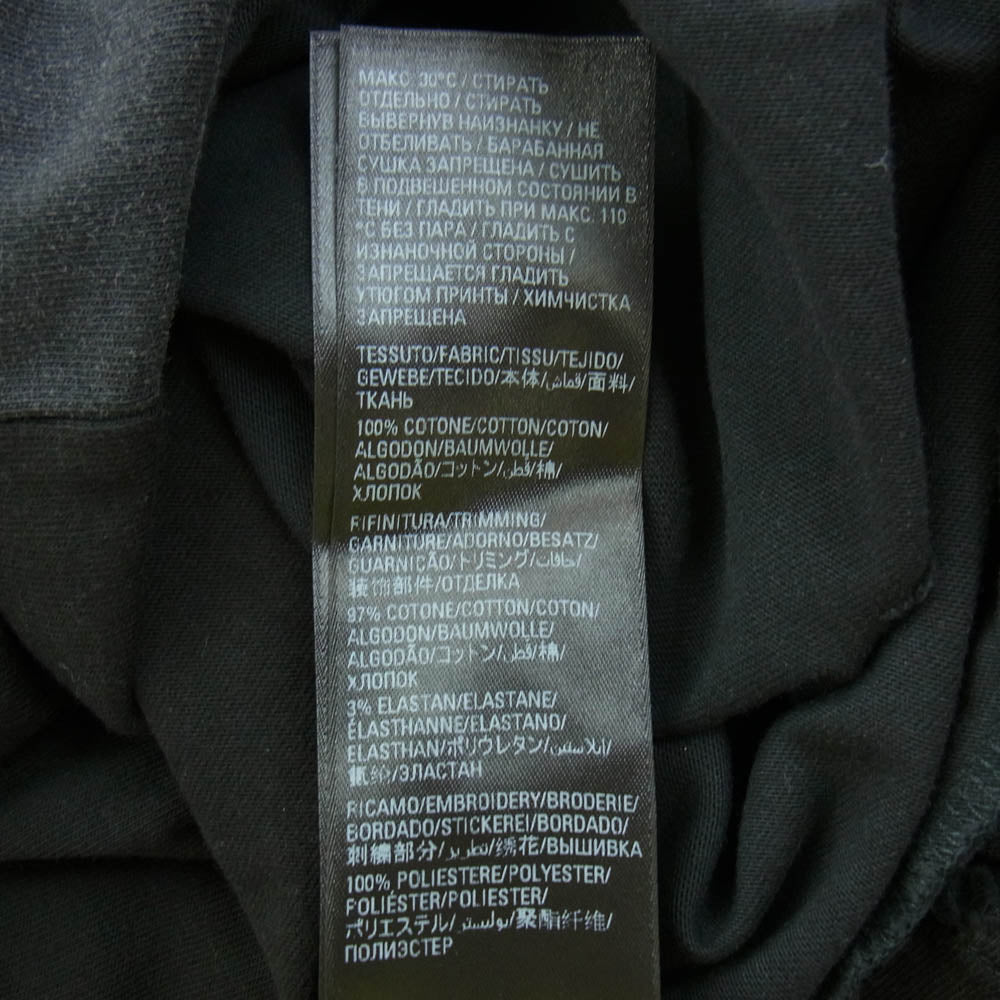 МАКС. 30°C / СТИРАТЬ
ОТДЕЛЬНО / СТИРАТЬ
ВЫВЕРНУВ НАИЗНАНКУ / НЕ
ОТБЕЛИВАТЬ / БАРАБАННАЯ
СУШКА ЗАПРЕЩЕНА / СУШИТЬ
В ПОДВЕШЕННОМ СОСТОЯНИИ В
ТЕНИ / ГЛАДИТЬ ПРИ МАКС. 110
°C БЕЗ ПАРА / ГЛАДИТЬ С
ИЗНАНОЧНОЙ СТОРОНЫ /
ЗАПРЕЩАЕТСЯ ГЛАДИТЬ
УТЮГОМ ПРИНТЫ / ХИМЧИСТКА
ЗАПРЕЩЕНА
TESSUTO/FABRIC/TISSU/TEJIDO/
GEWEBE/TECIDO/本体/قماش/面料/
ТКАНЬ
100% COTONE/COTTON/COTON/
ALGODON/BAUMWOLLE/
ALGODÃO/コットン/قطن/棉/
ХЛОПОК
RIFINITURA/TRIMMING/
GARNITURE/ADORNO/BESATZ/
GUARNICÃO/トリミング/حافات/
装饰部件/ОТДЕЛКА
97% COTONE/COTTON/COTON/
ALGODON/BAUMWOLLE/
ALGODÃO/コットン/قطن/棉/
ХЛОПОК
3% ELASTAN/ELASTANE/
ÉLASTHANNE/ELASTANO/
ELASTHAN/ポリウレタン/إيلاستين/
氨纶/ЭЛАСТАН
RICAMO/EMBROIDERY/BRODERIE/
BORDADO/STICKEREI/BORDADO/
刺繍部分/تطريز/绣花/ВЫШИВКА
100% POLIESTERE/POLYESTER/
POLIÉSTER/POLIESTER/
ポリエステル/بوليستر/聚酯纤维/
ПОЛИЭСТЕР